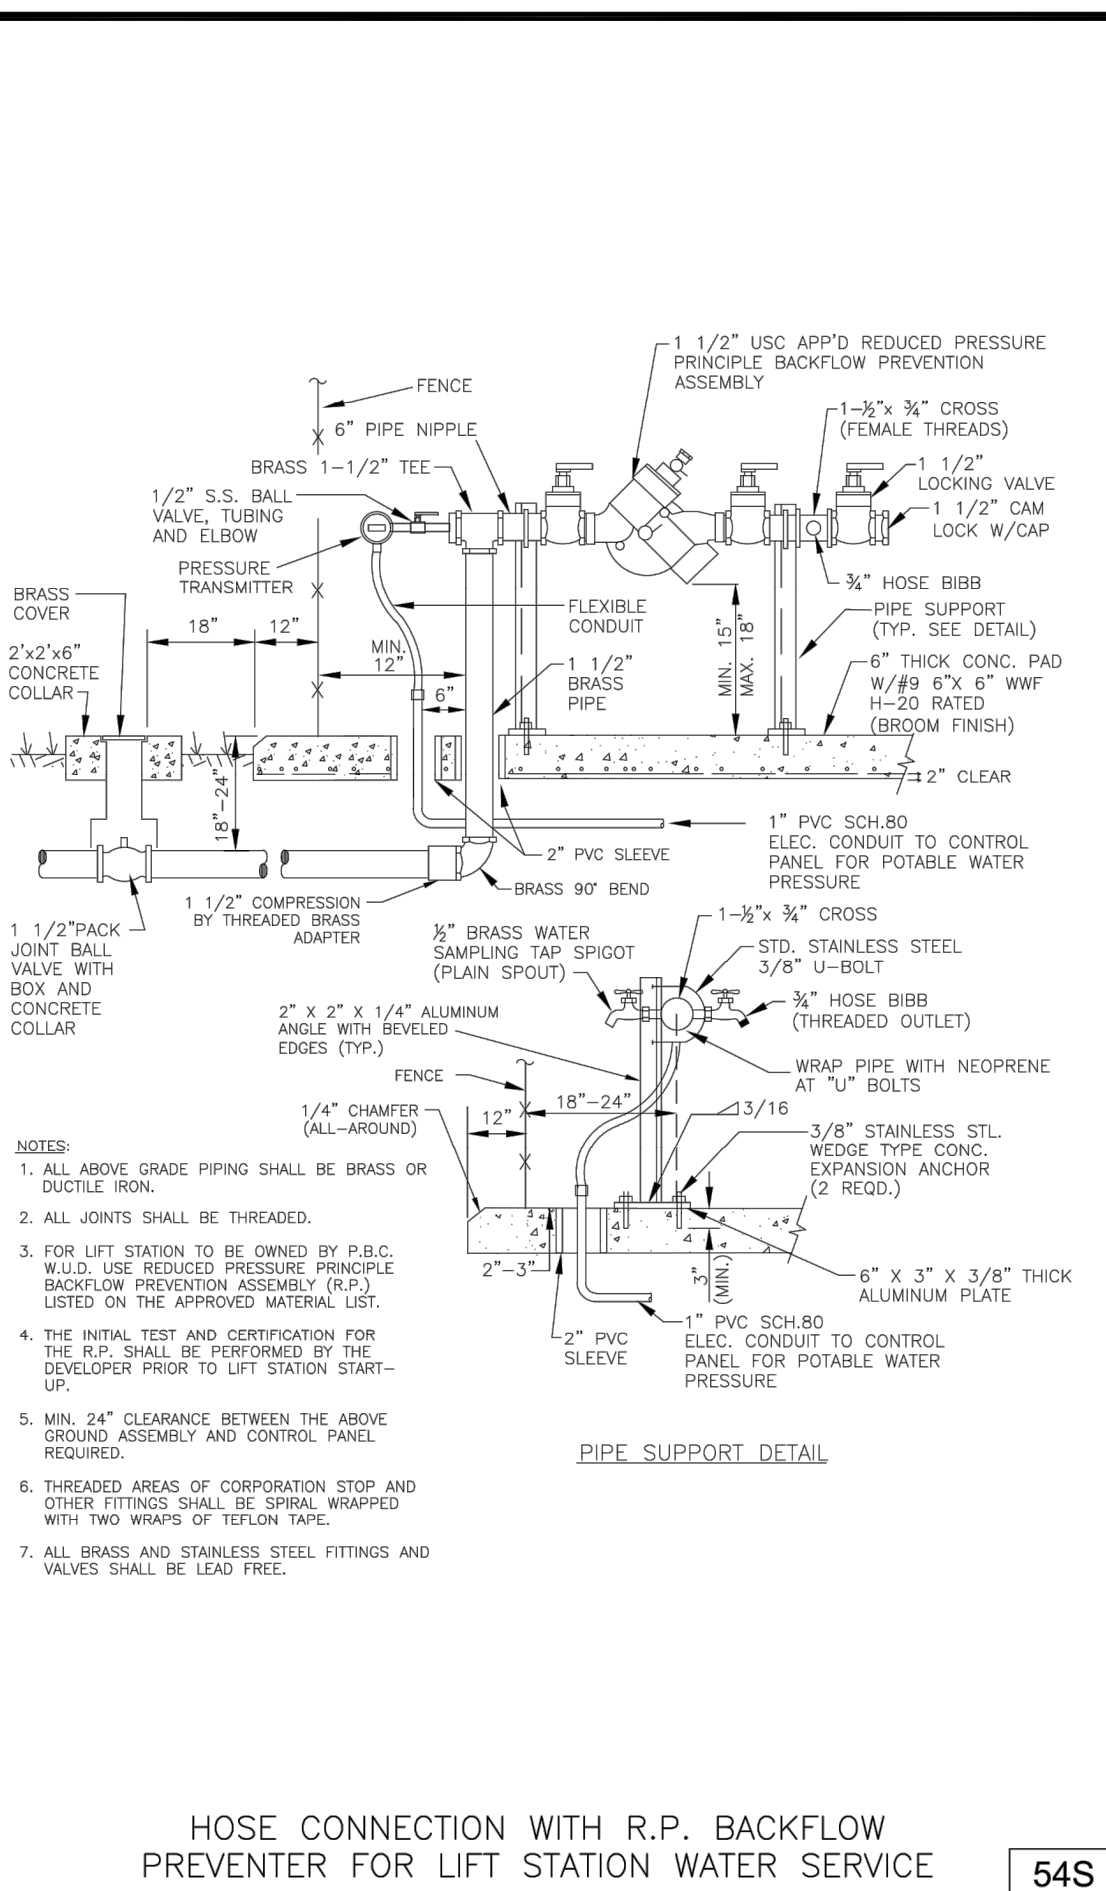 1 1/2" USC APP'D REDUCED PRESSURE
PRINCIPLE BACKFLOW PREVENTION
ASSEMBLY
FENCE
6" PIPE NIPPLE
1-½"x ¾" CROSS
(FEMALE THREADS)
BRASS 1-1/2" TEE
1 1/2"
LOCKING VALVE
1/2" S.S. BALL
VALVE, TUBING
AND ELBOW
1 1/2" CAM
LOCK W/CAP
PRESSURE
TRANSMITTER
¾" HOSE BIBB
BRASS
COVER
FLEXIBLE
CONDUIT
PIPE SUPPORT
(TYP. SEE DETAIL)
18"
12"
MIN.
12"
MIN. 15"
MAX. 18"
2'x2'x6"
CONCRETE
COLLAR
6"
1 1/2"
BRASS
PIPE
6" THICK CONC. PAD
W/#9 6"X 6" WWF
H-20 RATED
(BROOM FINISH)
18"-24"
2" CLEAR
1" PVC SCH.80
ELEC. CONDUIT TO CONTROL
PANEL FOR POTABLE WATER
PRESSURE
2" PVC SLEEVE
BRASS 90° BEND
1 1/2" COMPRESSION
BY THREADED BRASS
ADAPTER
1 1/2"PACK
JOINT BALL
VALVE WITH
BOX AND
CONCRETE
COLLAR
1-½"x ¾" CROSS
½" BRASS WATER
SAMPLING TAP SPIGOT
(PLAIN SPOUT)
STD. STAINLESS STEEL
3/8" U-BOLT
¾" HOSE BIBB
(THREADED OUTLET)
2" X 2" X 1/4" ALUMINUM
ANGLE WITH BEVELED
EDGES (TYP.)
WRAP PIPE WITH NEOPRENE
AT "U" BOLTS
FENCE
1/4" CHAMFER
(ALL-AROUND)
12"
18"-24"
3/16
3/8" STAINLESS STL.
WEDGE TYPE CONC.
EXPANSION ANCHOR
(2 REQD.)
2"-3"
3"
(MIN.)
6" X 3" X 3/8" THICK
ALUMINUM PLATE
2" PVC
SLEEVE
1" PVC SCH.80
ELEC. CONDUIT TO CONTROL
PANEL FOR POTABLE WATER
PRESSURE
PIPE SUPPORT DETAIL
NOTES:
1. ALL ABOVE GRADE PIPING SHALL BE BRASS OR
DUCTILE IRON.
2. ALL JOINTS SHALL BE THREADED.
3. FOR LIFT STATION TO BE OWNED BY P.B.C.
W.U.D. USE REDUCED PRESSURE PRINCIPLE
BACKFLOW PREVENTION ASSEMBLY (R.P.)
LISTED ON THE APPROVED MATERIAL LIST.
4. THE INITIAL TEST AND CERTIFICATION FOR
THE R.P. SHALL BE PERFORMED BY THE
DEVELOPER PRIOR TO LIFT STATION START-
UP.
5. MIN. 24" CLEARANCE BETWEEN THE ABOVE
GROUND ASSEMBLY AND CONTROL PANEL
REQUIRED.
6. THREADED AREAS OF CORPORATION STOP AND
OTHER FITTINGS SHALL BE SPIRAL WRAPPED
WITH TWO WRAPS OF TEFLON TAPE.
7. ALL BRASS AND STAINLESS STEEL FITTINGS AND
VALVES SHALL BE LEAD FREE.
HOSE CONNECTION WITH R.P. BACKFLOW
PREVENTER FOR LIFT STATION WATER SERVICE
54S